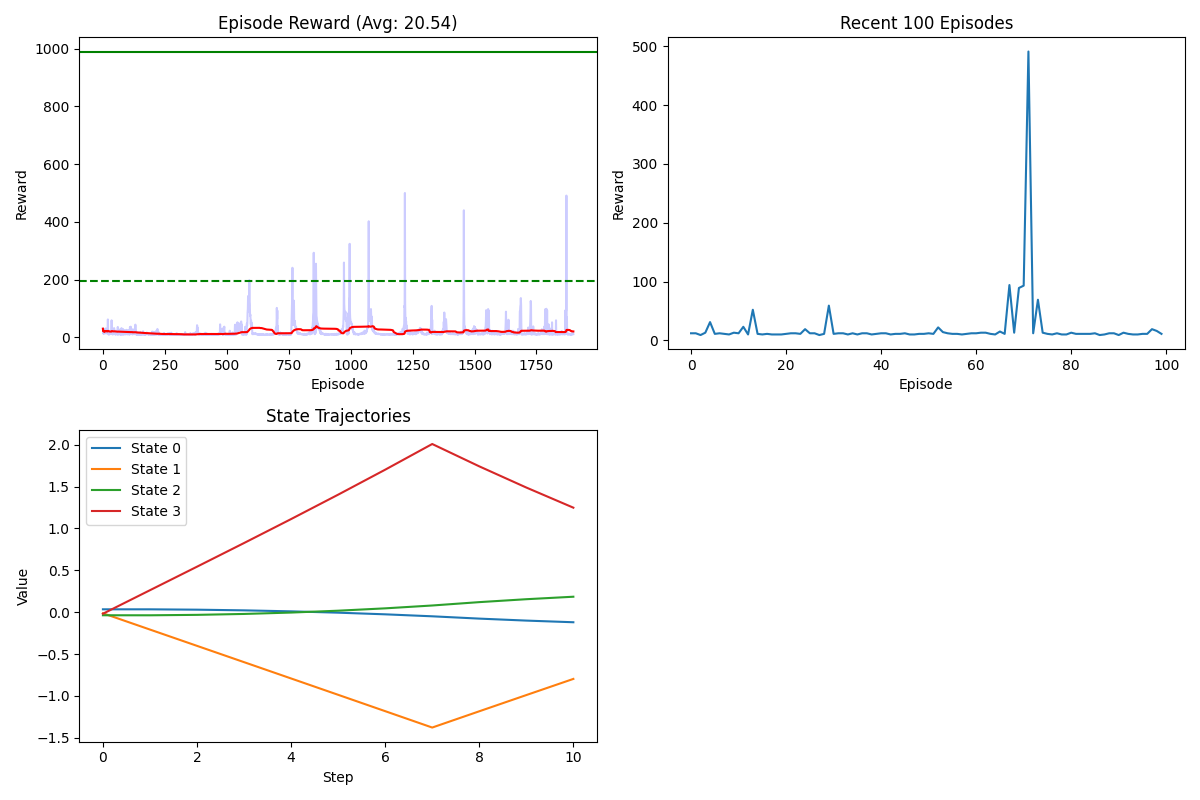 Episode Reward (Avg: 20.54)
Reward
1000
800
600
400
200
0
0 250 500 750 1000 1250 1500 1750
Episode
Recent 100 Episodes
Reward
500
400
300
200
100
0
0 20 40 60 80 100
Episode
State Trajectories
Value
2.0
1.5
1.0
0.5
0.0
−0.5
−1.0
−1.5
State 0
State 1
State 2
State 3
0 2 4 6 8 10
Step